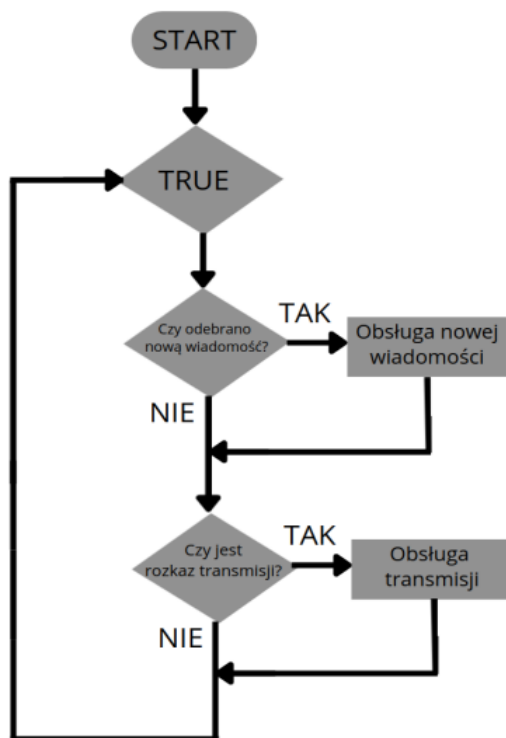 START
TRUE
Czy odebrano
nową wiadomość?
TAK
Obsługa nowej
wiadomości
NIE
Czy jest
rozkaz transmisji?
TAK
Obsługa
transmisji
NIE